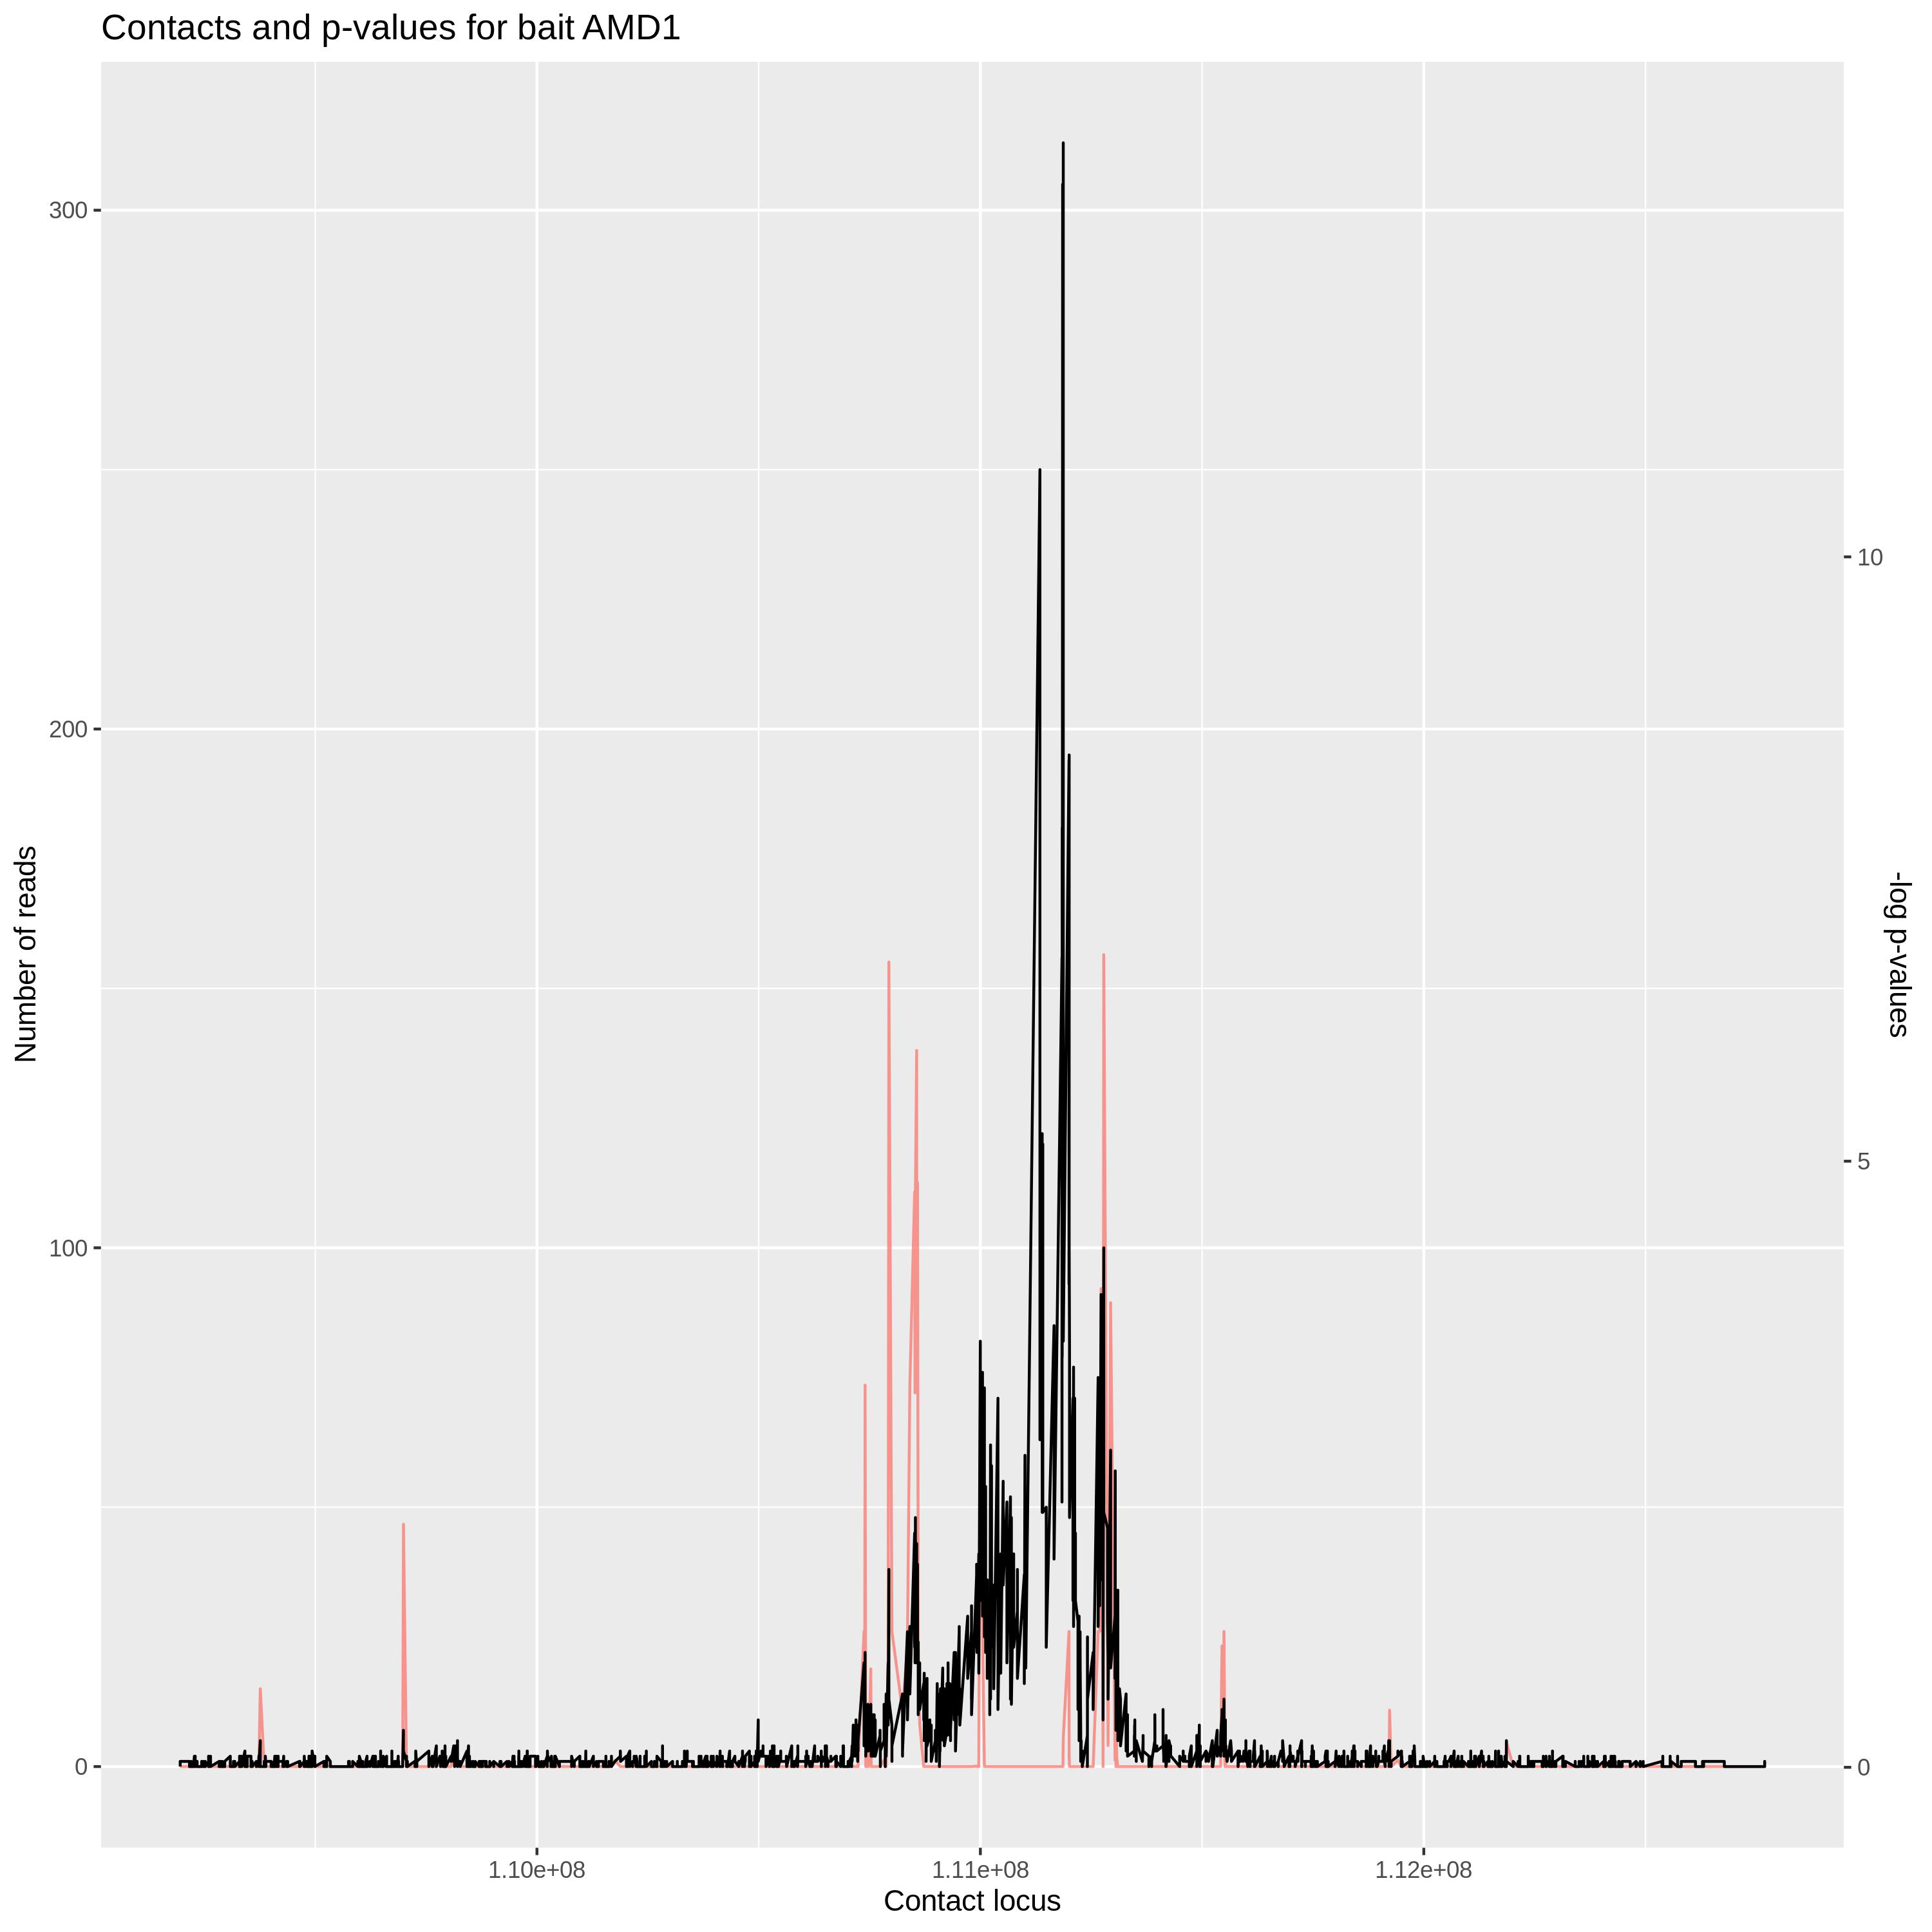 Contacts and p-values for bait AMD1
Number of reads
300
200
100
0
10
5
0
-log p-values
1.10e+08 1.11e+08 1.12e+08
Contact locus